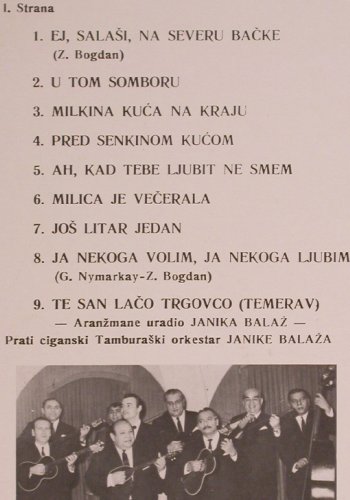 I. Strana
1. EJ, SALAŠI, NA SEVERU BAČKE
(Z. Bogdan)
2. U TOM SOMBORU
3. MILKINA KUĆA NA KRAJU
4. PRED SENKINOM KUĆOM
5. AH, KAD TEBE LJUBIT NE SMEM
6. MILICA JE VEČERALA
7. JOŠ LITAR JEDAN
8. JA NEKOGA VOLIM, JA NEKOGA LJUBIM
(G. Nymarkay-Z. Bogdan)
9. TE SAN LAČO TRGOVCO (TEMERAV)
— Aranžmane uradio JANIKA BALAŽ —
Prati ciganski Tamburaški orkestar JANIKE BALAŽA